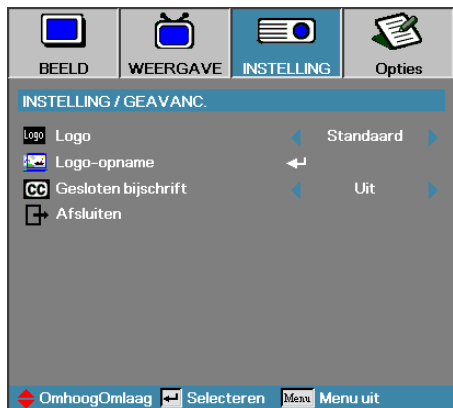 BEELD WEERGAVE INSTELLING Opties
INSTELLING / GEAVANC.
Logo Logo Standaard
Logo-opname
CC Gesloten bijschrift Uit
Afsluiten
OmhoogOmlaag Selecteren Menu Menu uit